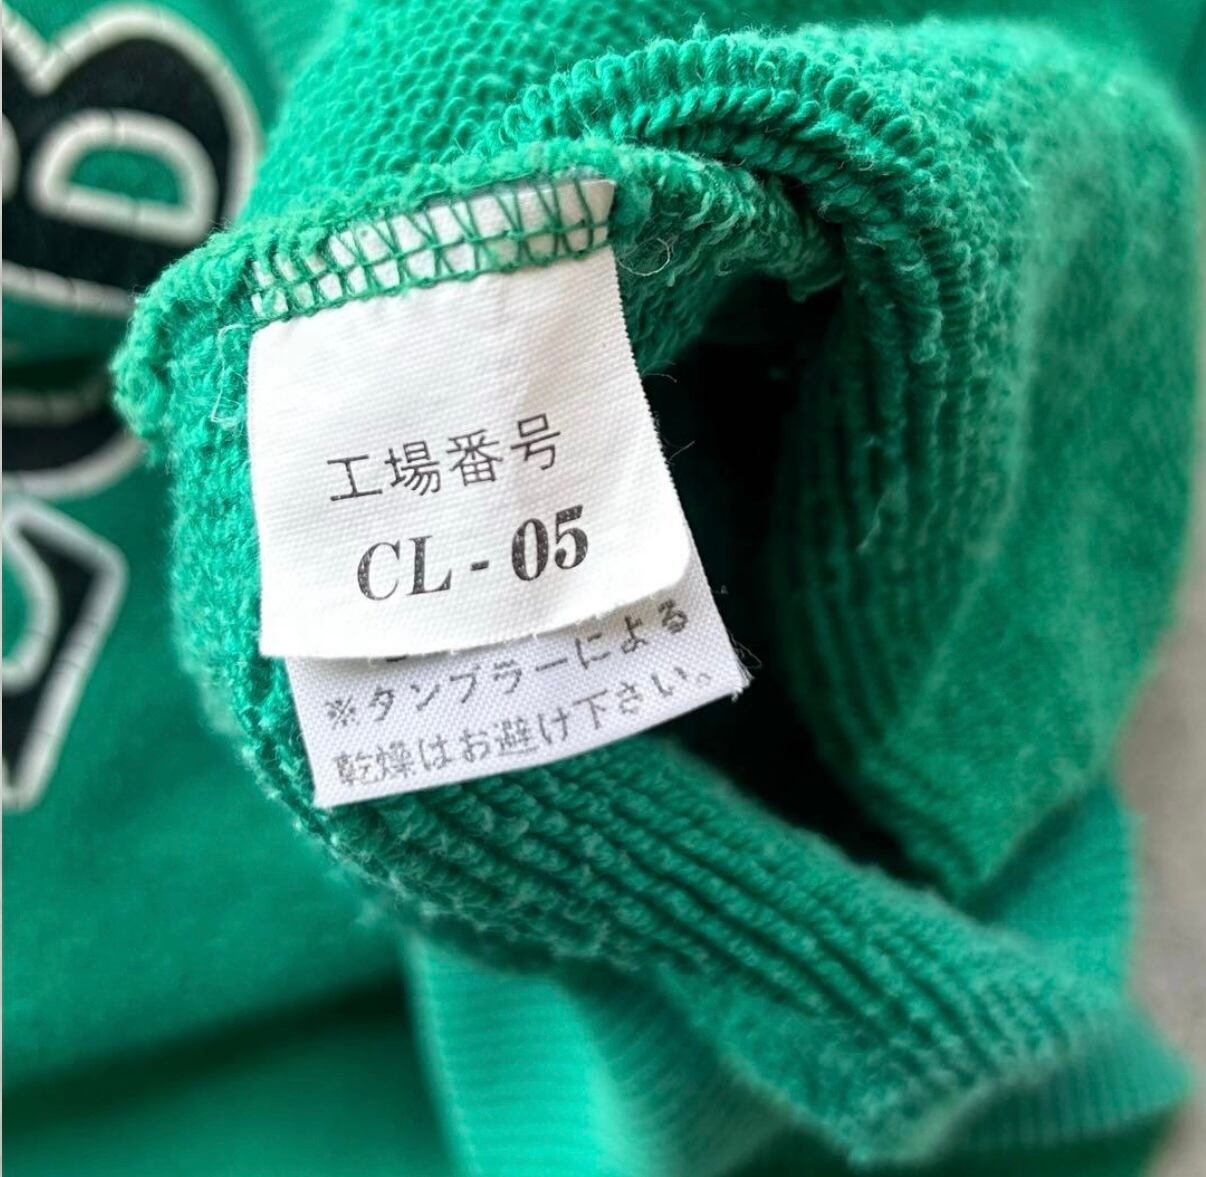 工場番号
CL - 05
※タンブラーによる
乾燥はお避け下さい。